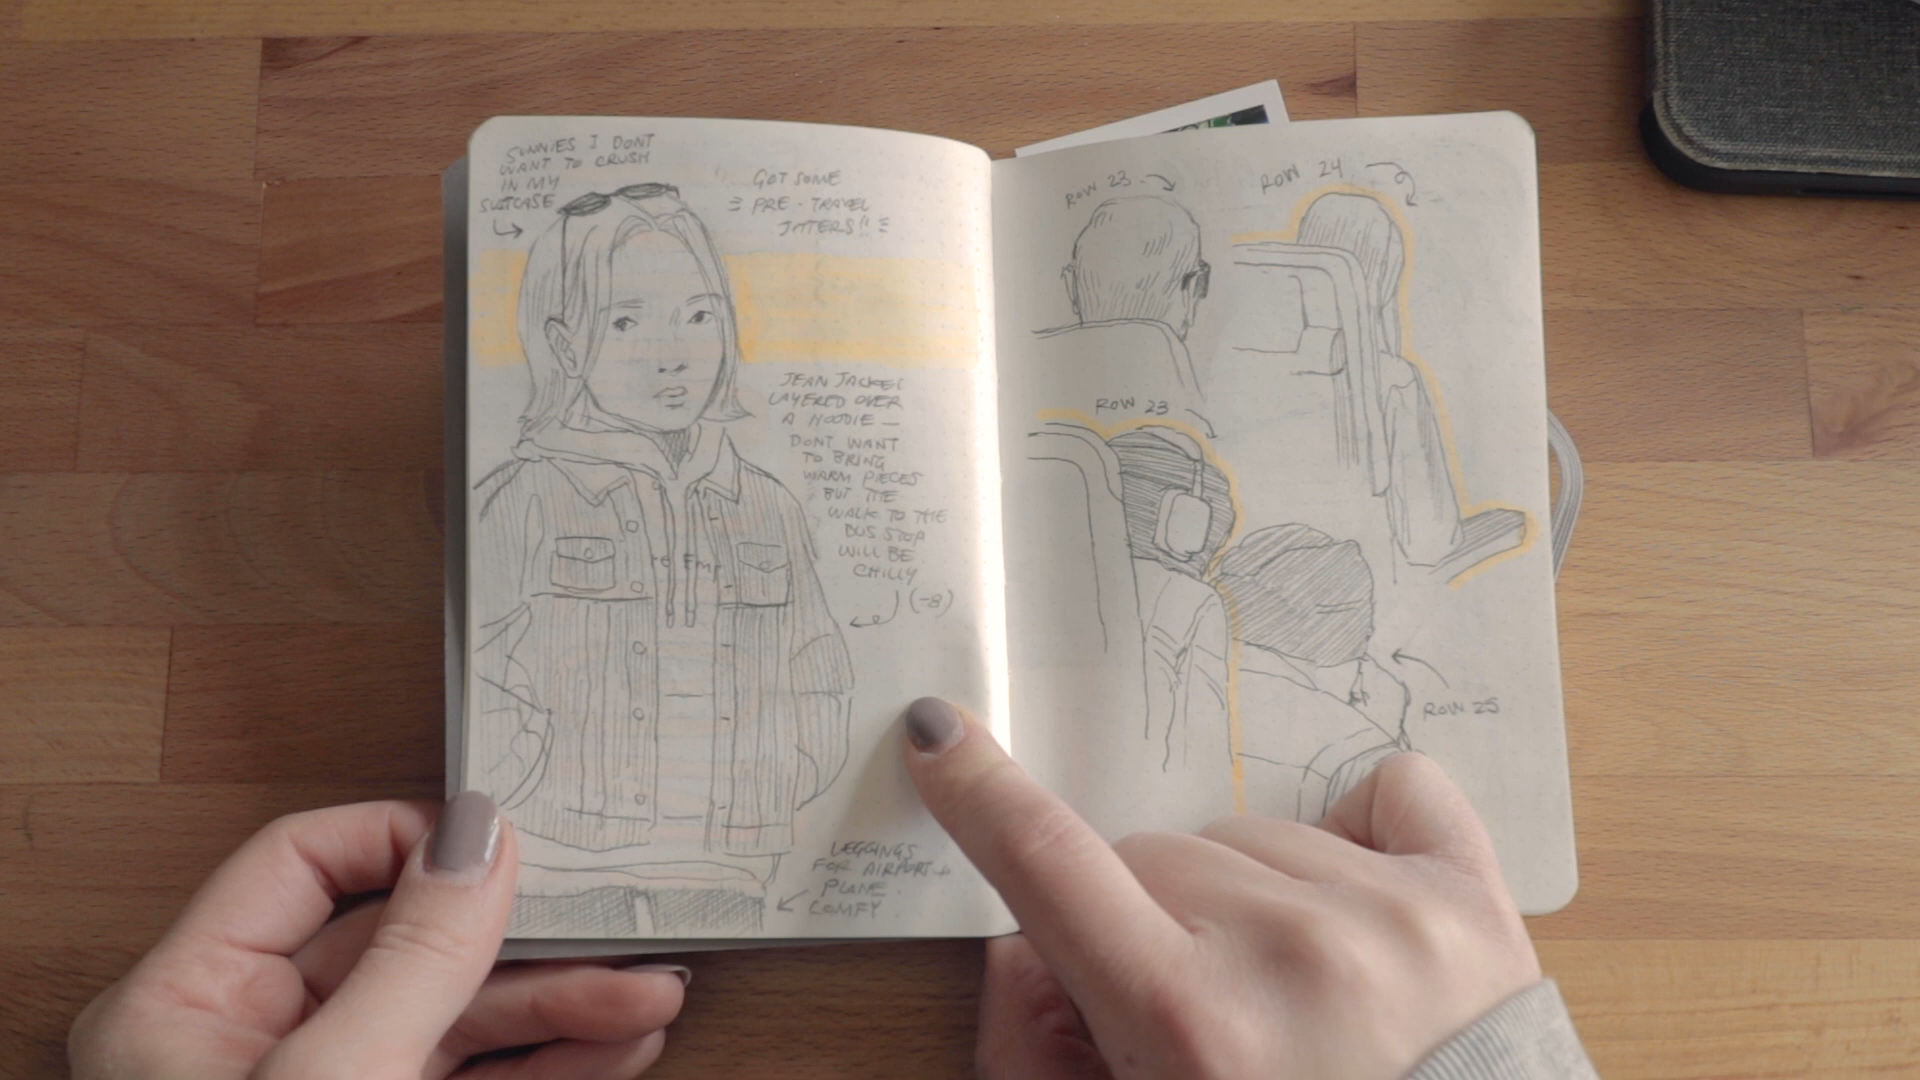 SUNNIES I DONT
WANT TO CRUSH
IN MY
SUITCASE
GOT SOME
PRE-TRAVEL
JITTERS!!
JEAN JACKET
LAYERED OVER
A HOODIE —
DONT WANT
TO BRING
WARM PIECES
BUT THE
WALK TO THE
BUS STOP
WILL BE
CHILLY
(-8)
LEGGINGS
FOR AIRPORT +
PLANE.
COMFY
ROW 23
ROW 24
ROW 23
ROW 25